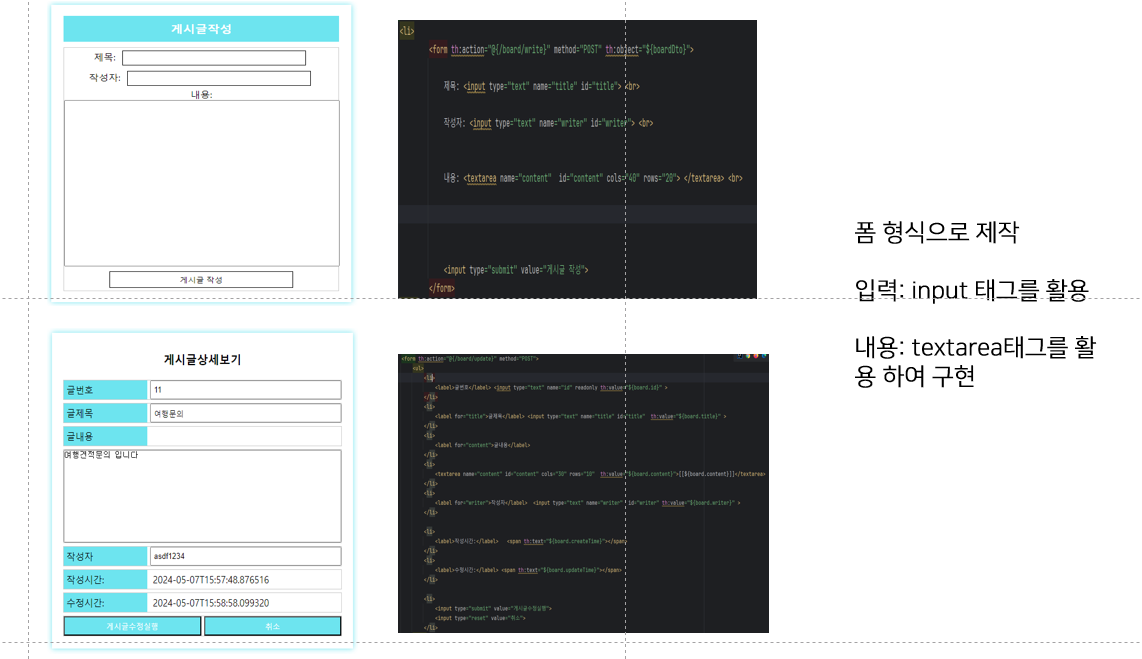 게시글작성
제목:
작성자:
내용:
게시글 작성
<li>
<form th:action="@{/board/write}" method="POST" th:object="${boardDto}">
제목: <input type="text" name="title" id="title"> <br>
작성자: <input type="text" name="writer" id="writer"> <br>
내용: <textarea name="content" id="content" cols="40" rows="20"> </textarea> <br>
<input type="submit" value="게시글 작성">
</form>
폼 형식으로 제작
입력: input 태그를 활용
내용: textarea태그를 활
용 하여 구현
게시글상세보기
글번호 11
글제목 여행문의
글내용
여행견적문의 입니다
작성자 asdf1234
작성시간: 2024-05-07T15:57:48.876516
수정시간: 2024-05-07T15:58:58.099320
게시글수정실행 취소
<form th:action="@{/board/update}" method="POST">
<ul>
<li>
<label>글번호</label> <input type="text" name="id" readonly th:value="${board.id}" >
</li>
<li>
<label for="title">글제목</label> <input type="text" name="title" id="title" th:value="${board.title}" >
</li>
<li>
<label for="content">글내용</label>
</li>
<li>
<textarea name="content" id="content" cols="30" rows="10" th:value="${board.content}">[[${board.content}]]</textarea>
</li>
<li>
<label for="writer">작성자</label> <input type="text" name="writer" id="writer" th:value="${board.writer}" >
</li>
<li>
<label>작성시간:</label> <span th:text="${board.createTime}"></span>
</li>
<li>
<label>수정시간:</label> <span th:text="${board.updateTime}"></span>
</li>
<li>
<input type="submit" value="게시글수정실행">
<input type="reset" value="취소">
</li>